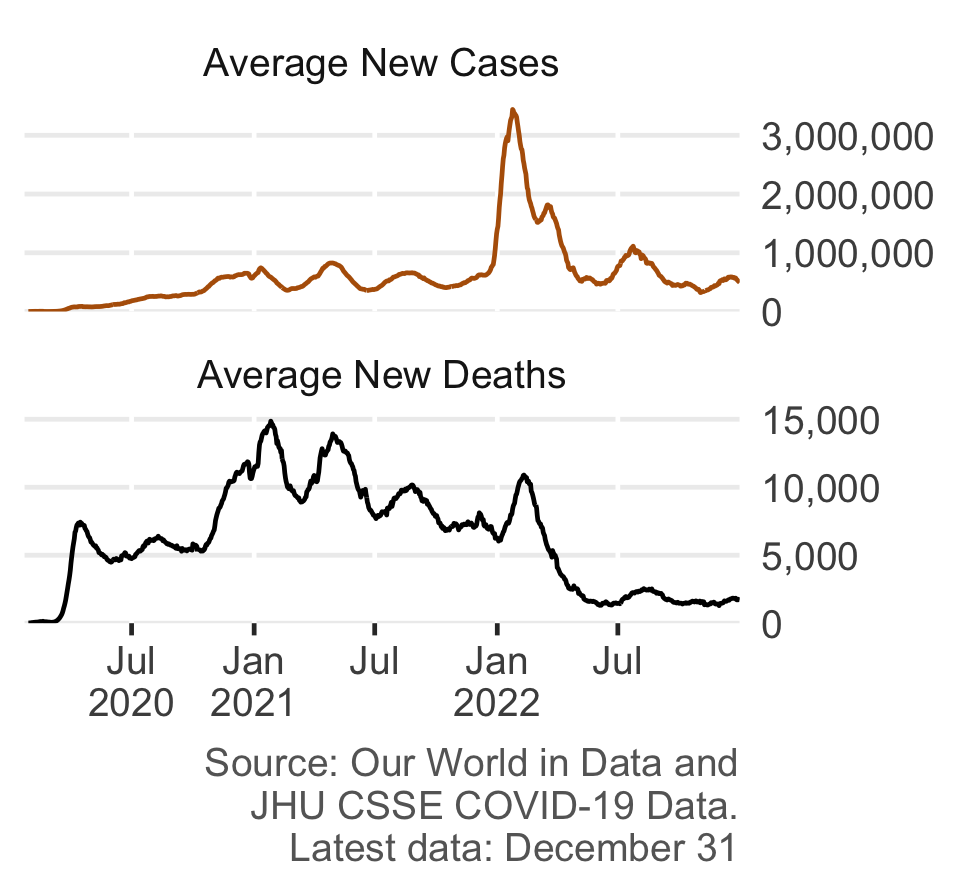 Average New Cases
3,000,000
2,000,000
1,000,000
0
Average New Deaths
15,000
10,000
5,000
0
Jul Jan Jul Jan Jul
2020 2021 2022
Source: Our World in Data and
JHU CSSE COVID-19 Data.
Latest data: December 31